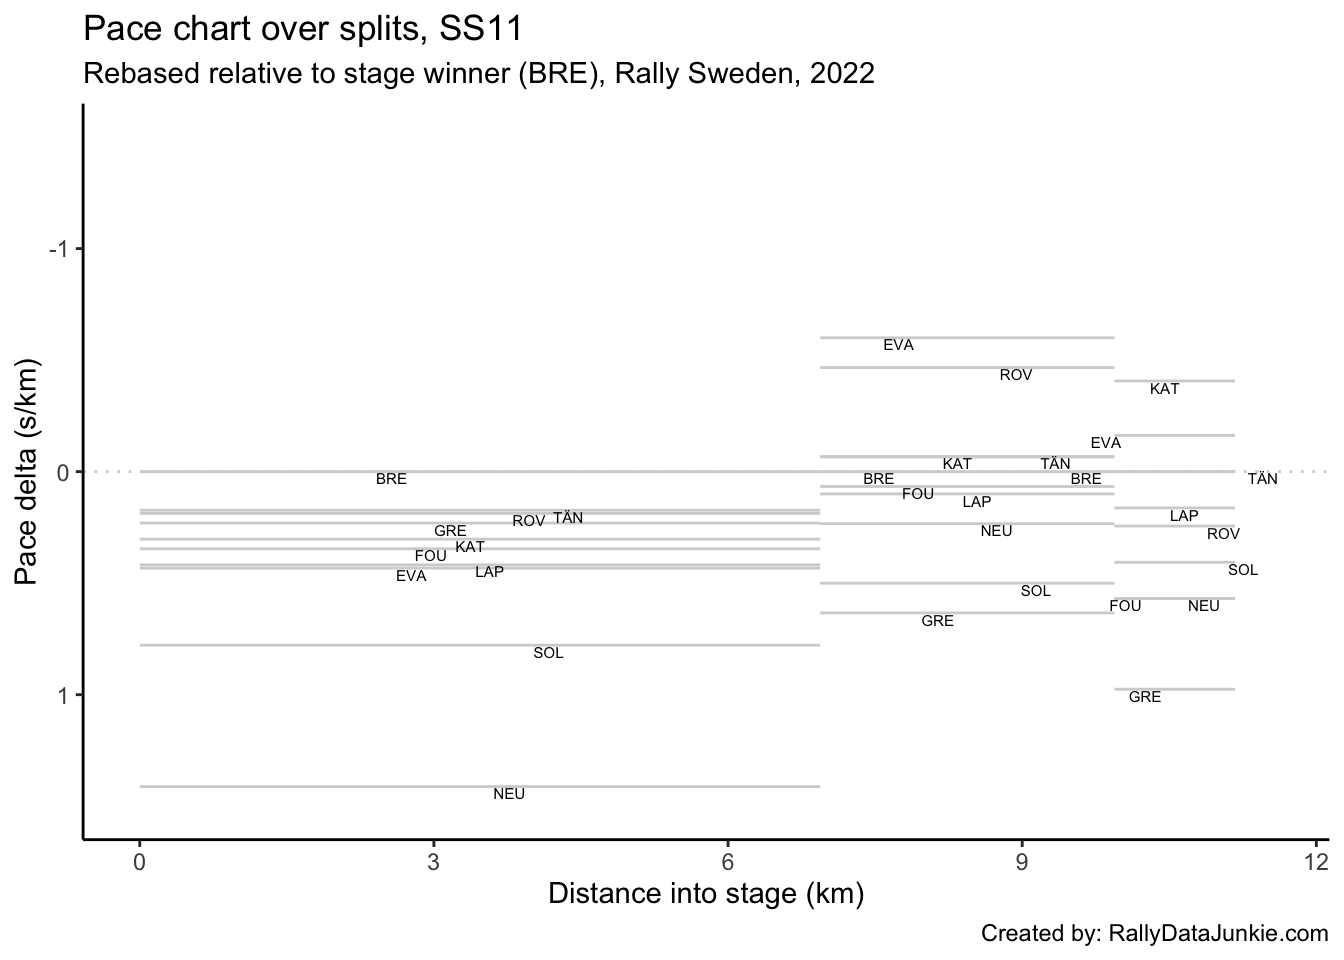 Pace chart over splits, SS11
Rebased relative to stage winner (BRE), Rally Sweden, 2022
Pace delta (s/km)
-1
0
1
EVA
ROV
KAT
EVA
KAT
TÄN
BRE
BRE
BRE
TÄN
FOU
LAP
ROV
TÄN
LAP
GRE
NEU
ROV
KAT
FOU
EVA
LAP
SOL
SOL
FOU
NEU
GRE
SOL
GRE
NEU
0
3
6
9
12
Distance into stage (km)
Created by: RallyDataJunkie.com